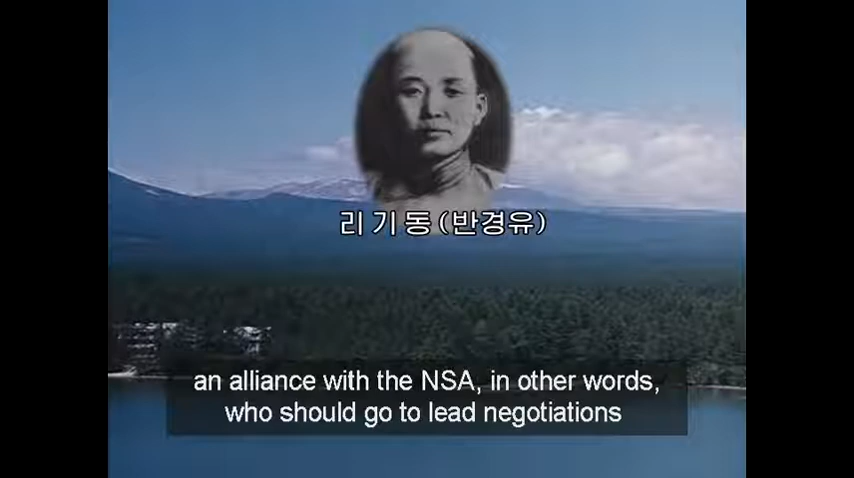 리기동(반경유)
an alliance with the NSA, in other words,
who should go to lead negotiations